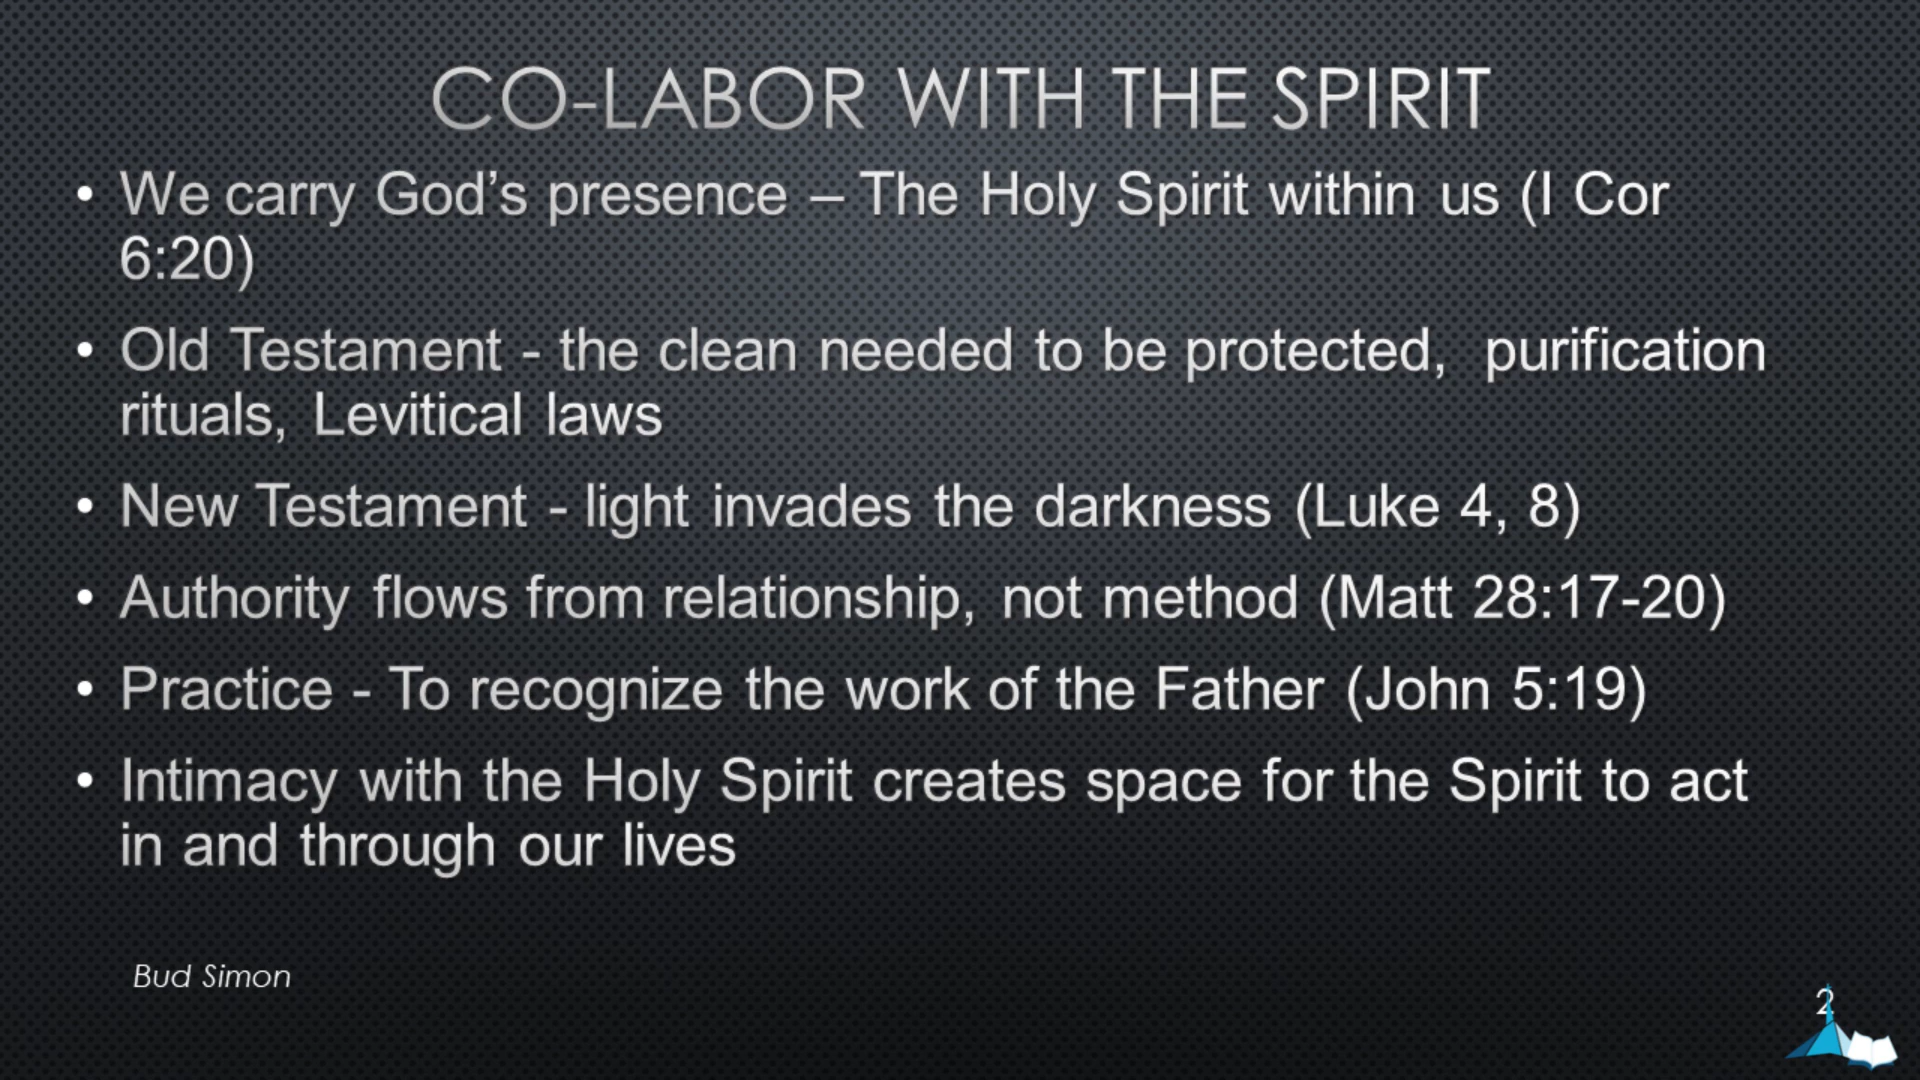 CO-LABOR WITH THE SPIRIT
• We carry God’s presence – The Holy Spirit within us (I Cor
6:20)
• Old Testament - the clean needed to be protected, purification
rituals, Levitical laws
• New Testament - light invades the darkness (Luke 4, 8)
• Authority flows from relationship, not method (Matt 28:17-20)
• Practice - To recognize the work of the Father (John 5:19)
• Intimacy with the Holy Spirit creates space for the Spirit to act
in and through our lives
Bud Simon
2